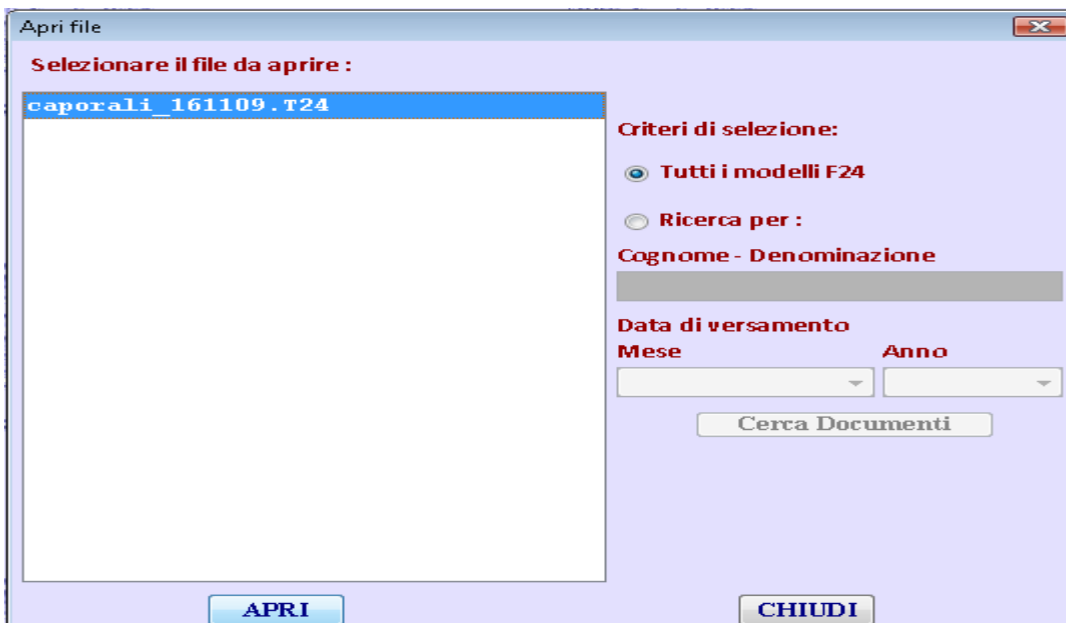 Apri file
Selezionare il file da aprire :
caporali_161109.T24
Criteri di selezione:
Tutti i modelli F24
Ricerca per :
Cognome - Denominazione
Data di versamento
Mese Anno
Cerca Documenti
APRI CHIUDI